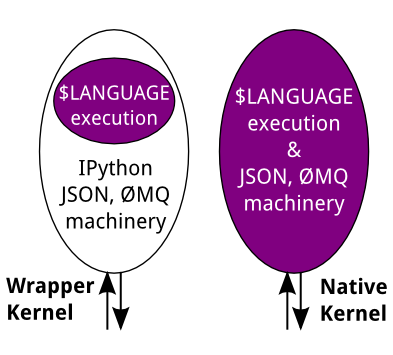 $LANGUAGE
execution
IPython
JSON, ØMQ
machinery
Wrapper
Kernel
$LANGUAGE
execution
&
JSON, ØMQ
machinery
Native
Kernel